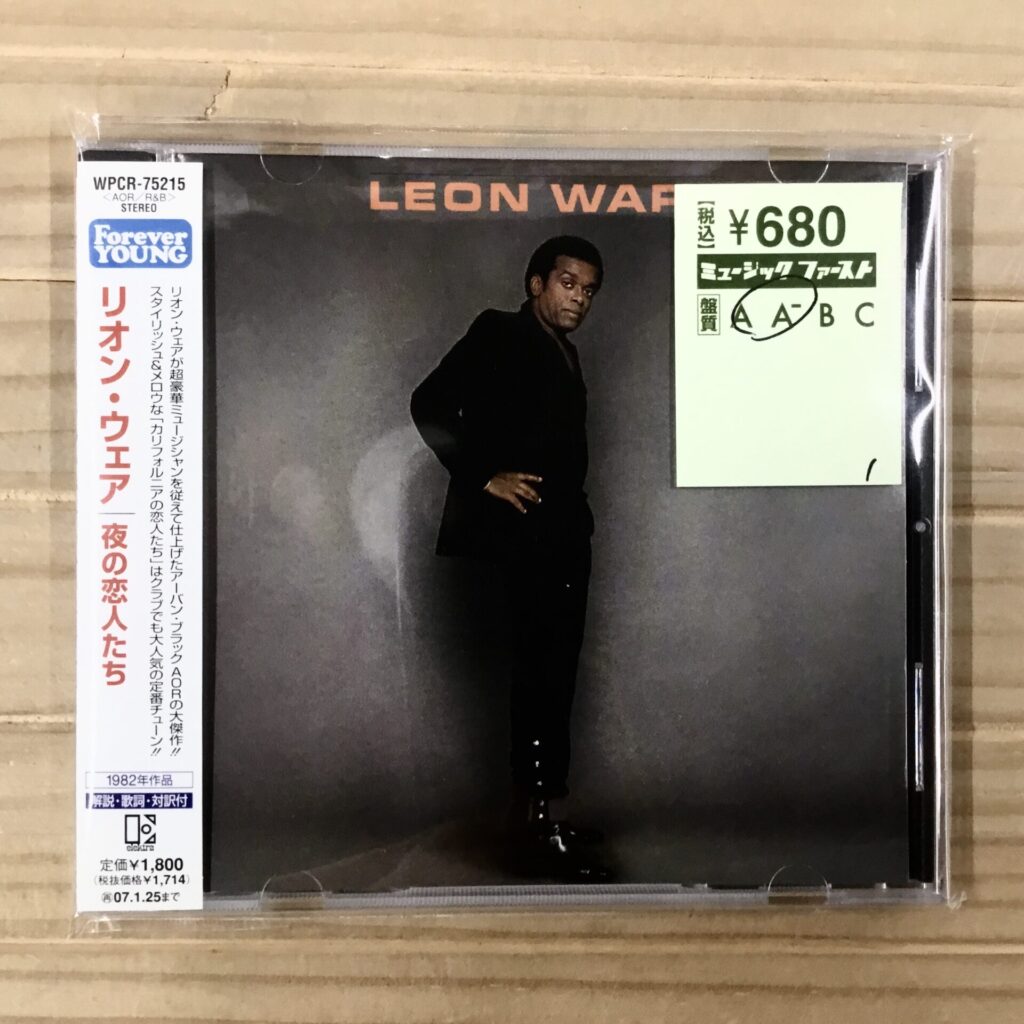 WPCR-75215
＜AOR／R&B＞
STEREO
Forever
YOUNG
リオン・ウェア｜夜の恋人たち
リオン・ウェアが超豪華ミュージシャンを従えて仕上げたアーバン・ブラックAORの大傑作!!
スタイリッシュ&メロウな「カリフォルニアの恋人たち」はクラブでも大人気の定番チューン!!
1982年作品
解説・歌詞・対訳付
elektra
定価¥1,800
(税抜価格¥1,714)
再07.1.25まで
LEON WAR
【税込】 ¥680
ミュージック ファースト
盤質 A A⁻ B C
1